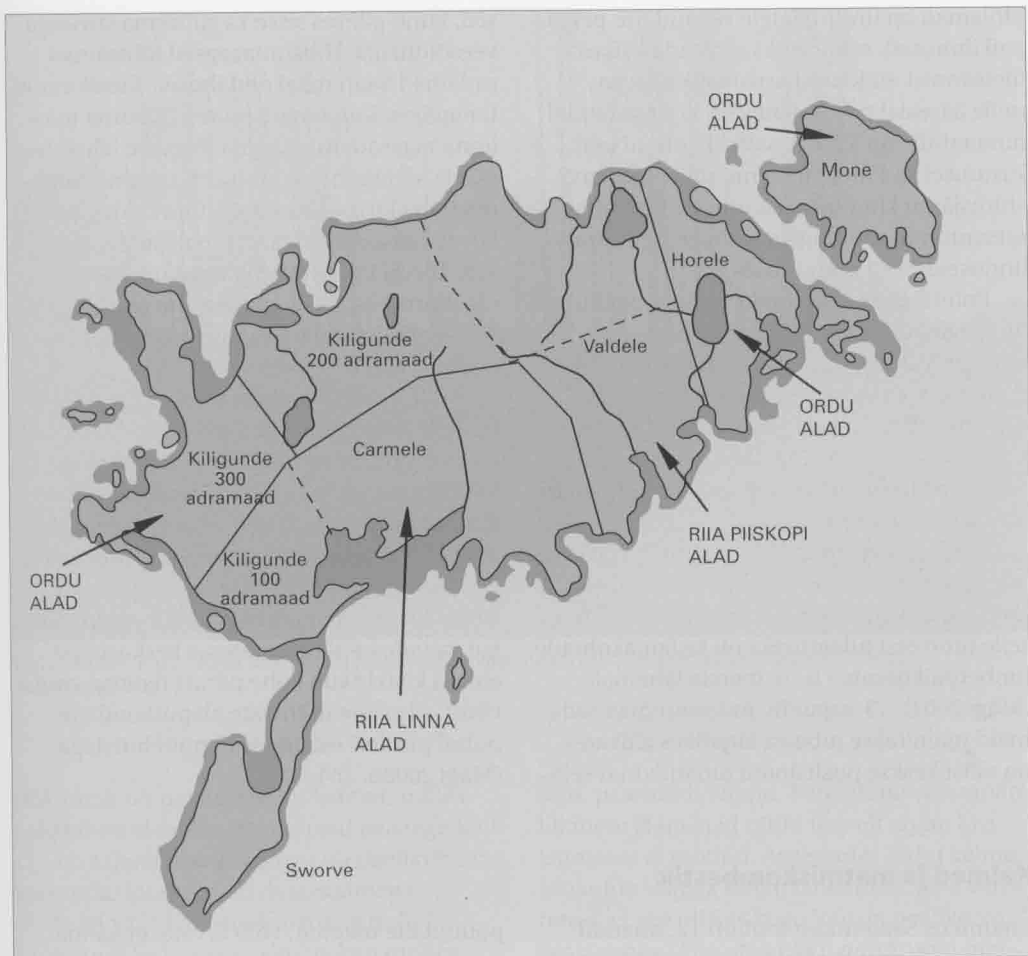 ORDU
ALAD
Mone
Horele
Kiligunde
200 adramaad
Valdele
ORDU
ALAD
Kiligunde
300
adramaad
Carmele
RIIA PIISKOPI
ALAD
ORDU
ALAD
Kiligunde
100
adramaad
RIIA LINNA
ALAD
Sworve